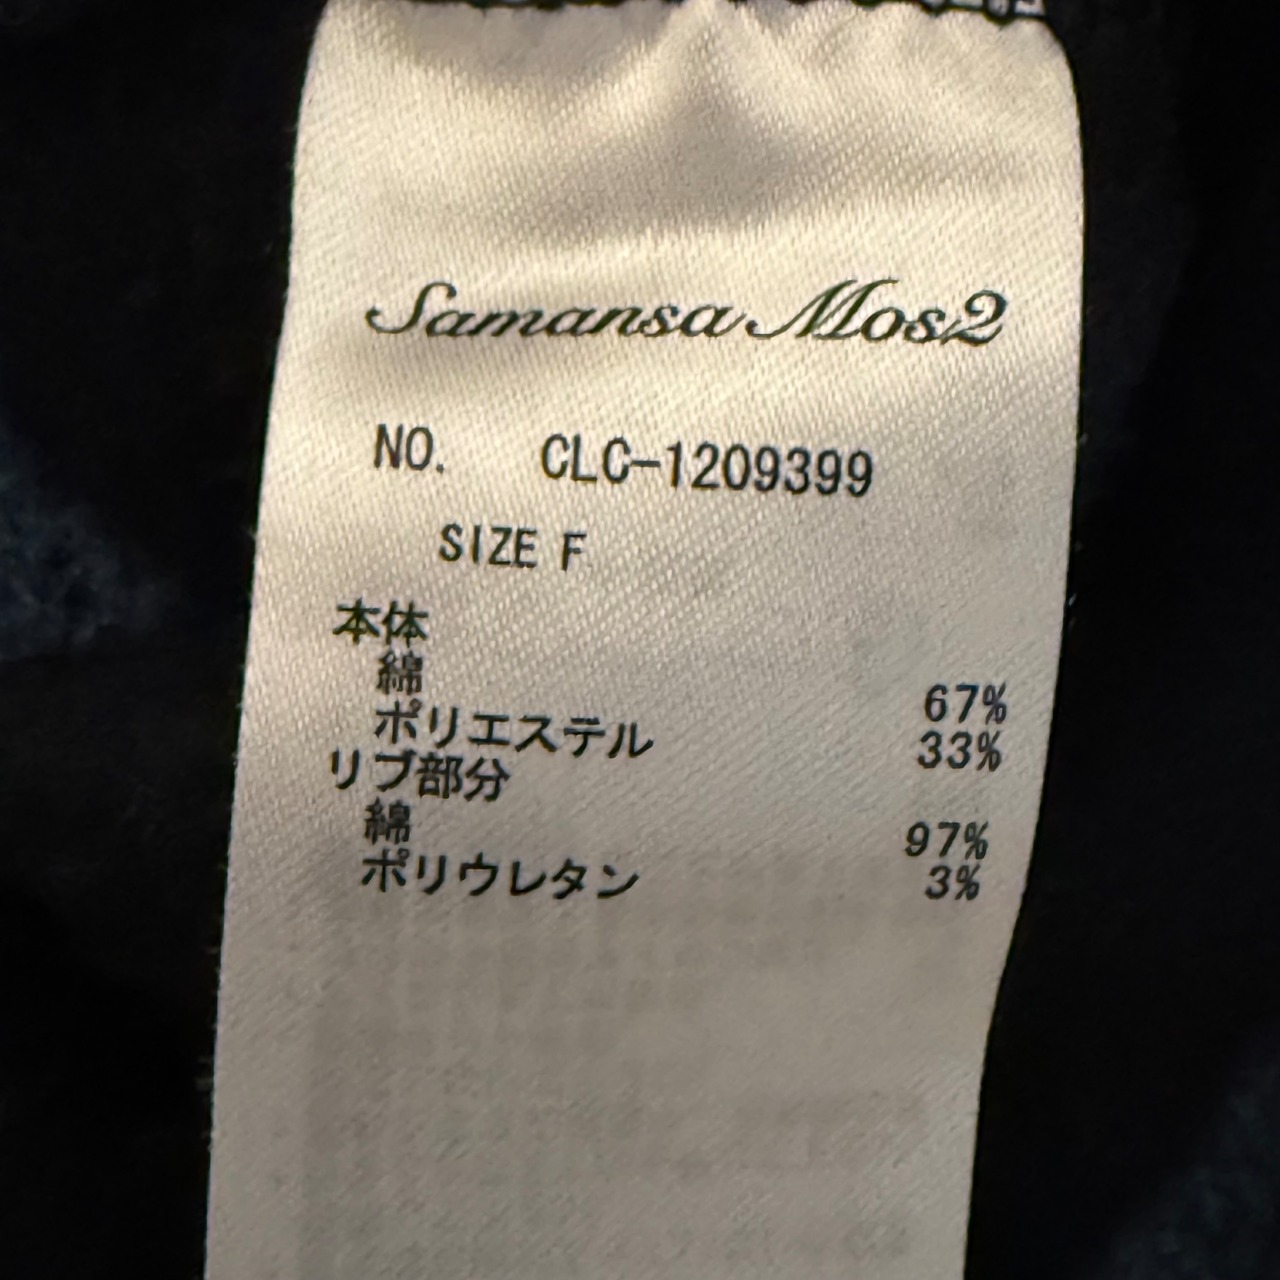 Samansa Mos2
NO. CLC-1209399
SIZE F
本体
綿 67%
ポリエステル 33%
リブ部分
綿 97%
ポリウレタン 3%